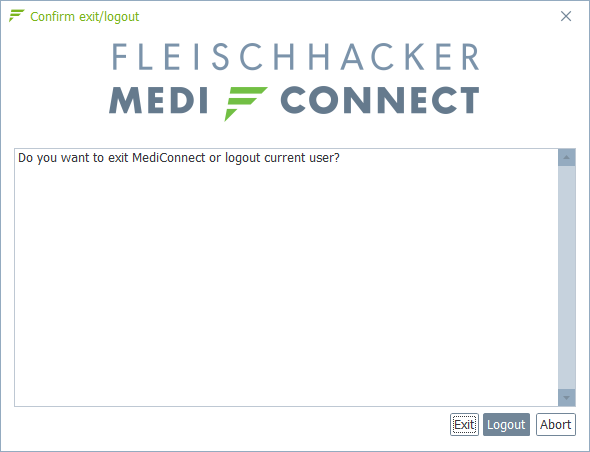 Confirm exit/logout
FLEISCHHACKER
MEDI CONNECT
Do you want to exit MediConnect or logout current user?
Exit Logout Abort